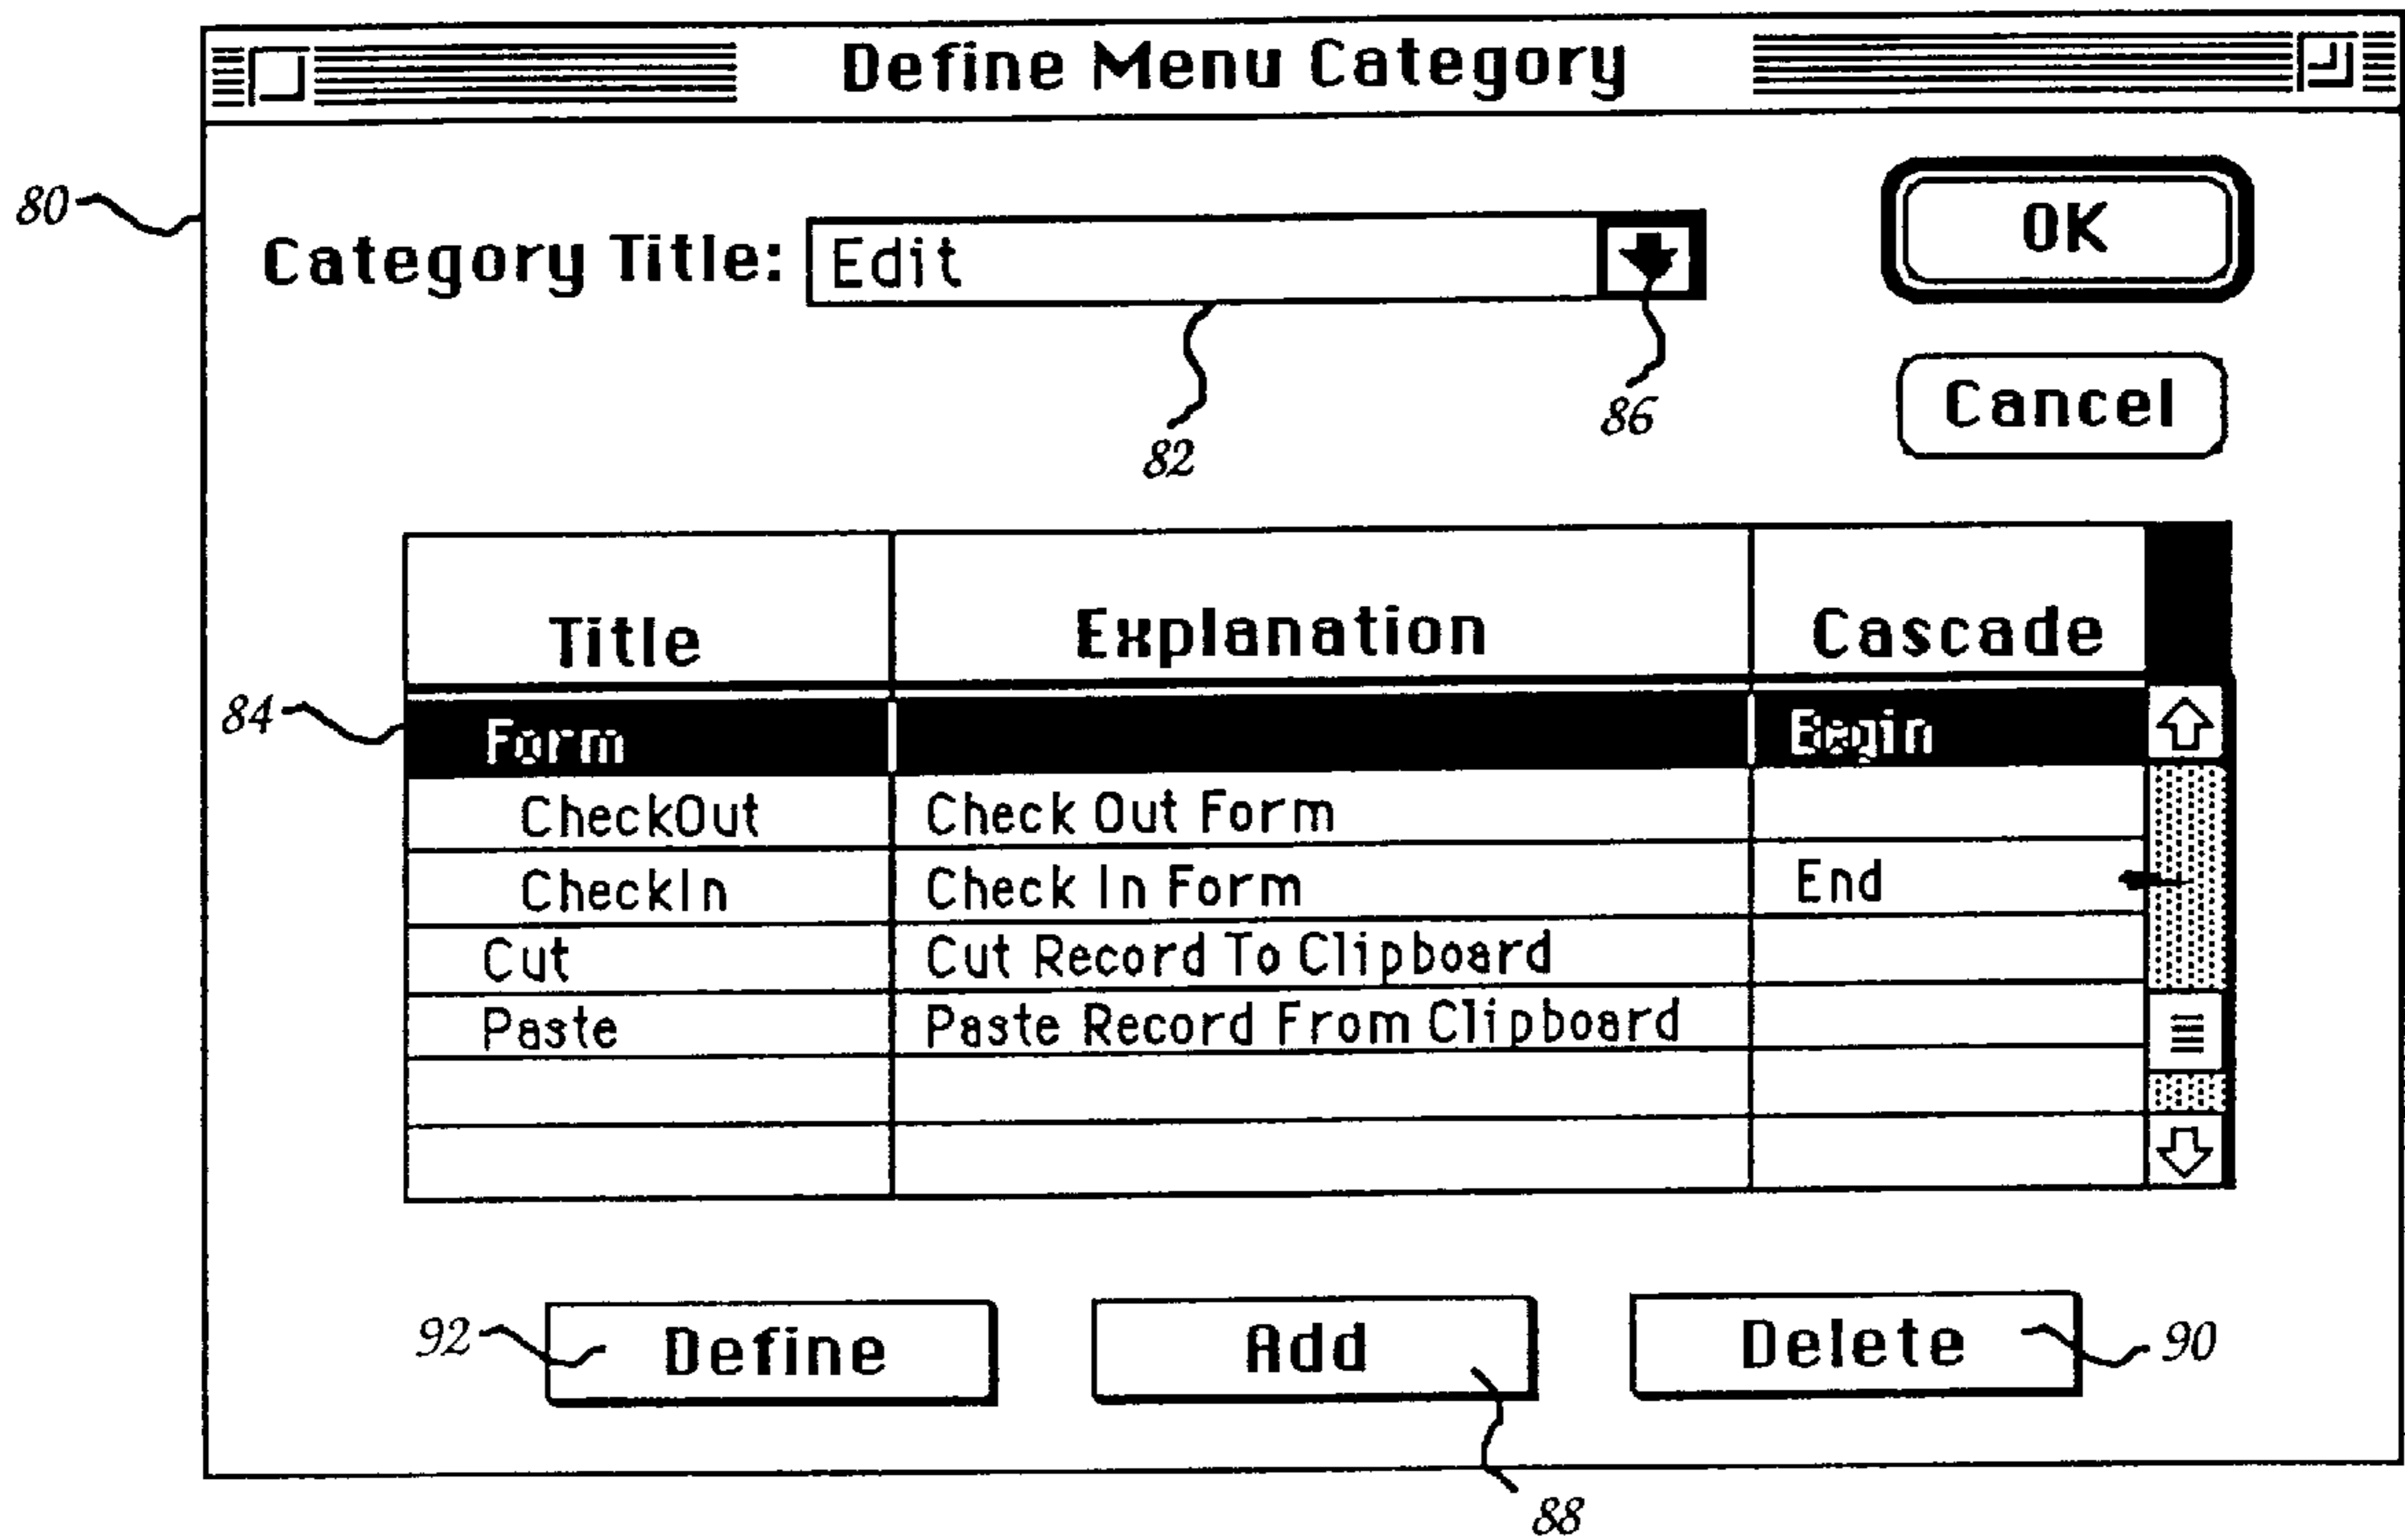 Define Menu Category
80
Category Title: Edit
OK
86
82
Cancel
Title Explanation Cascade
84
Form Begin
CheckOut Check Out Form
CheckIn Check In Form End
Cut Cut Record To Clipboard
Paste Paste Record From Clipboard
92 Define Add Delete 90
88